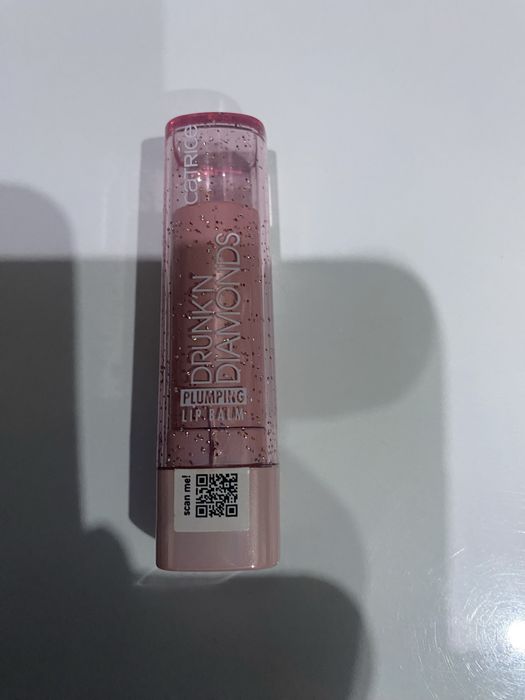 CATRICE
DRUNK'N
DIAMONDS
PLUMPING
LIP BALM
scan me!